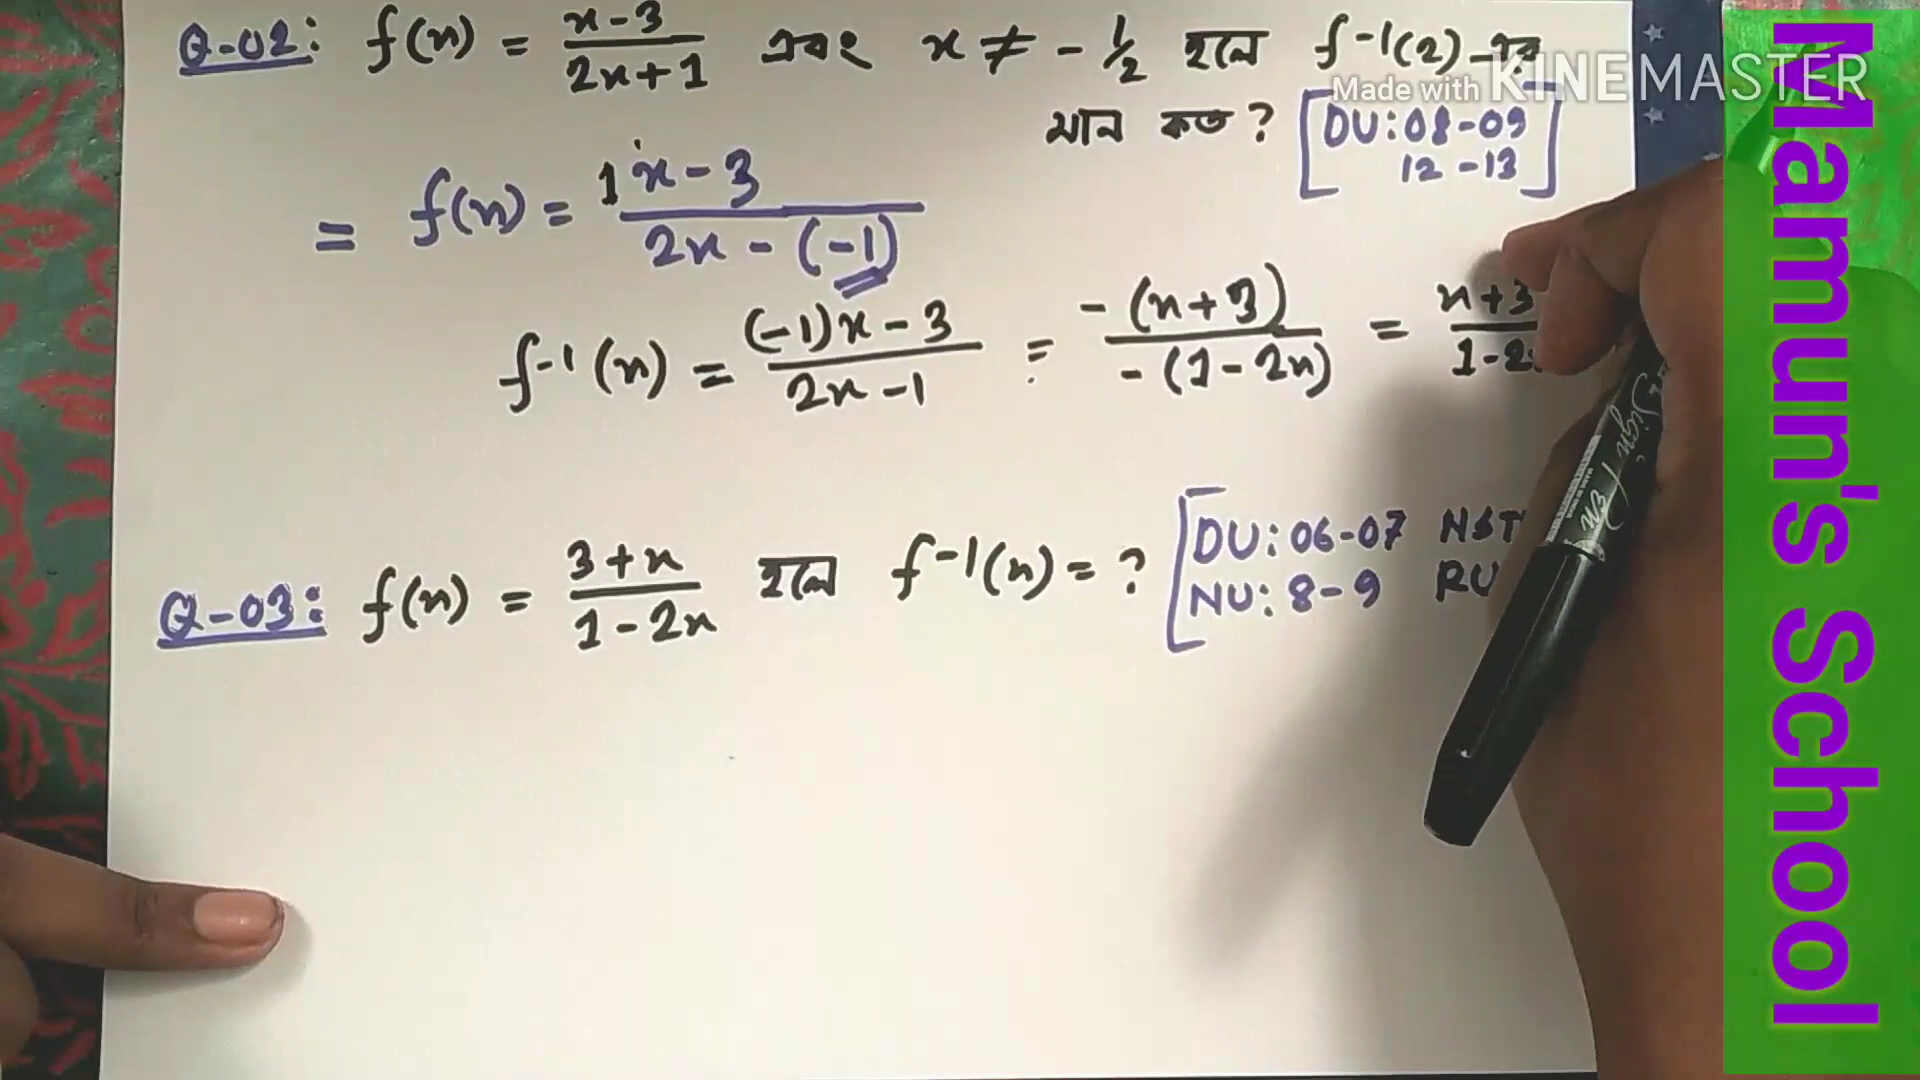 Q-02: f(x) = x-3 / 2x+1 এবং x ≠ - 1/2 হলে f⁻¹(2) -এর
মান কত? [DU: 08-09
12-13]
Made with KINEMASTER
= f(x) = 1x-3 / 2x-(-1)
f⁻¹(x) = (-1)x-3 / 2x-1 = -(x+3) / -(1-2x) = x+3 / 1-2
Q-03: f(x) = 3+x / 1-2x হলে f⁻¹(x) = ? [DU: 06-07 NST
NU: 8-9 RU
Mamun's School